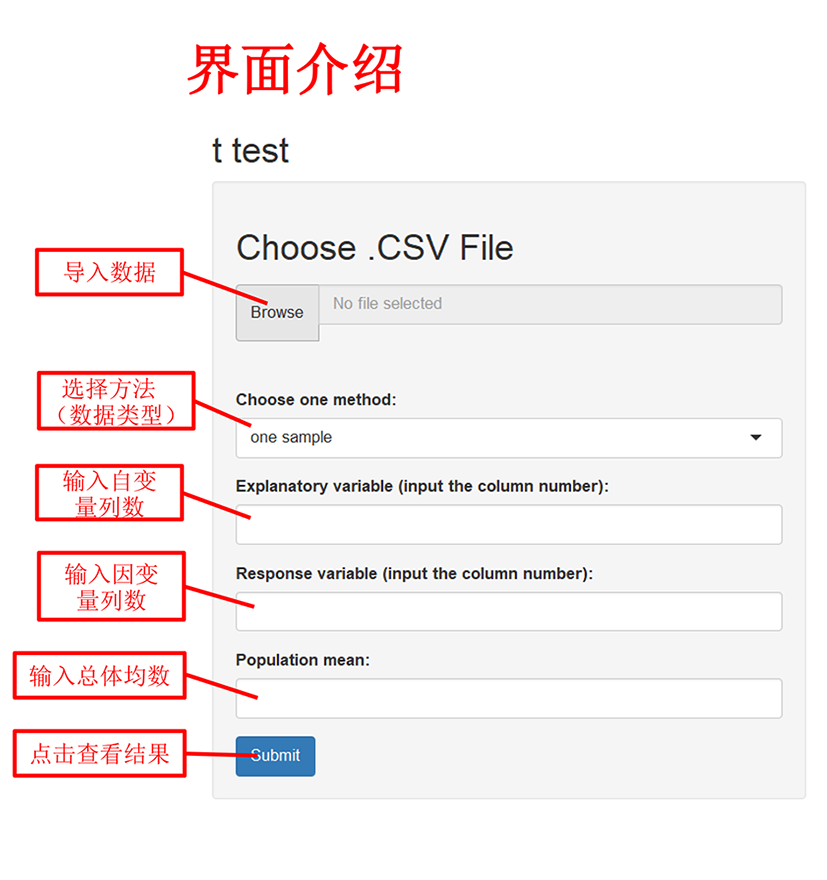 界面介绍
t test
Choose .CSV File
导入数据
Browse
No file selected
选择方法
（数据类型）
Choose one method:
one sample
输入自变
量列数
Explanatory variable (input the column number):
输入因变
量列数
Response variable (input the column number):
输入总体均数
Population mean:
点击查看结果
Submit